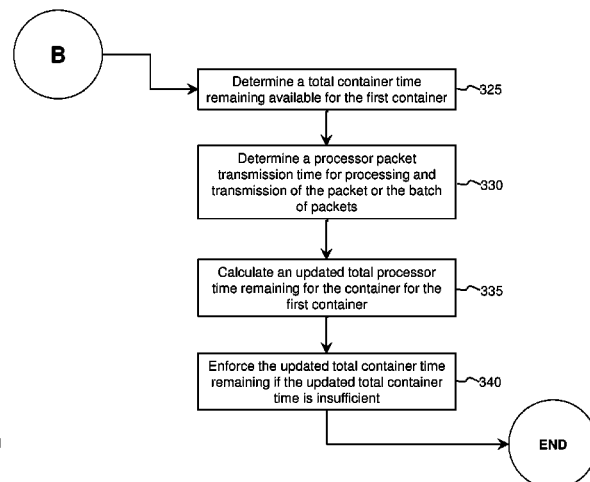 B
Determine a total container time
remaining available for the first container
325
Determine a processor packet
transmission time for processing and
transmission of the packet or the batch
of packets
330
Calculate an updated total processor
time remaining for the container for the
first container
335
Enforce the updated total container time
remaining if the updated total container
time is insufficient
340
END